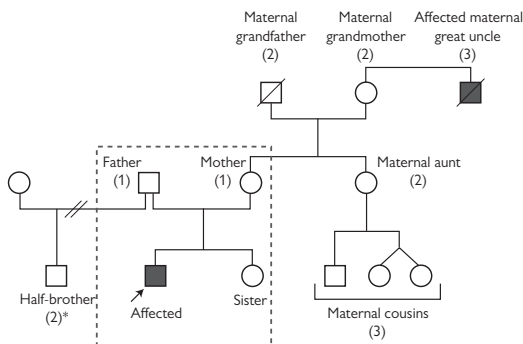 Maternal
grandfather
(2)
Maternal
grandmother
(2)
Affected maternal
great uncle
(3)
Father
(1)
Mother
(1)
Maternal aunt
(2)
Half-brother
(2)*
Affected
Sister
Maternal cousins
(3)